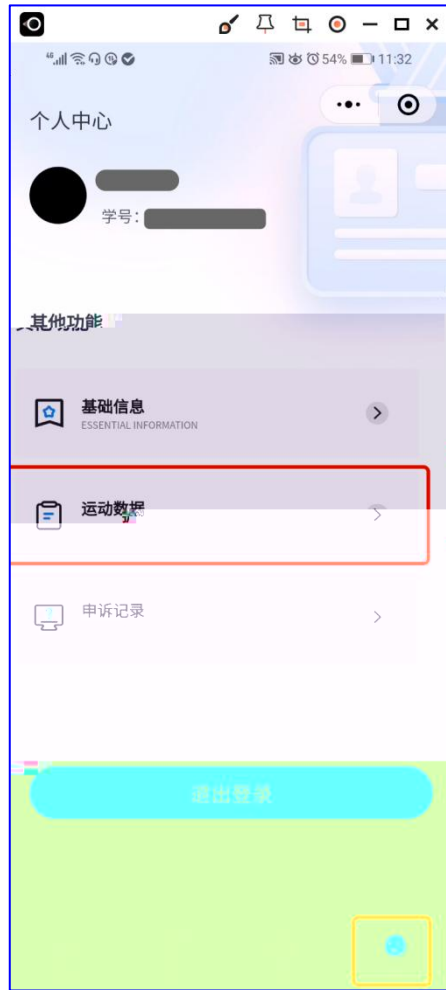 54% 11:32
个人中心
学号:
其他功能
基础信息
ESSENTIAL INFORMATION
运动数据
申诉记录
退出登录